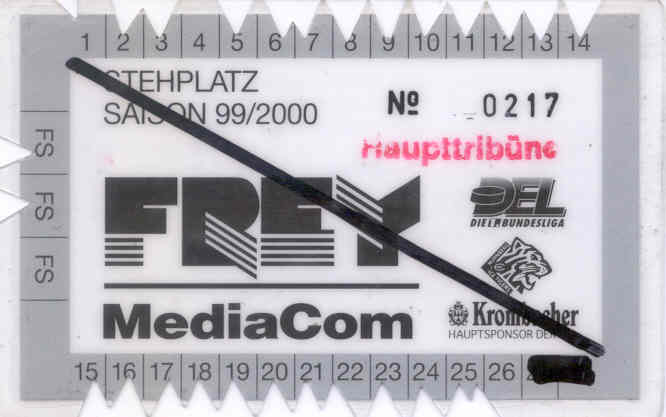 1 2 3 4 5 6 7 8 9 10 11 12 13 14
STEHPLATZ
SAISON 99/2000
Nº 0217
Haupttribüne
FS
FS
FS
FREY
MediaCom
DEL
DIE BUNDESLIGA
Krombacher
HAUPTSPONSOR DER
15 16 17 18 19 20 21 22 23 24 25 26